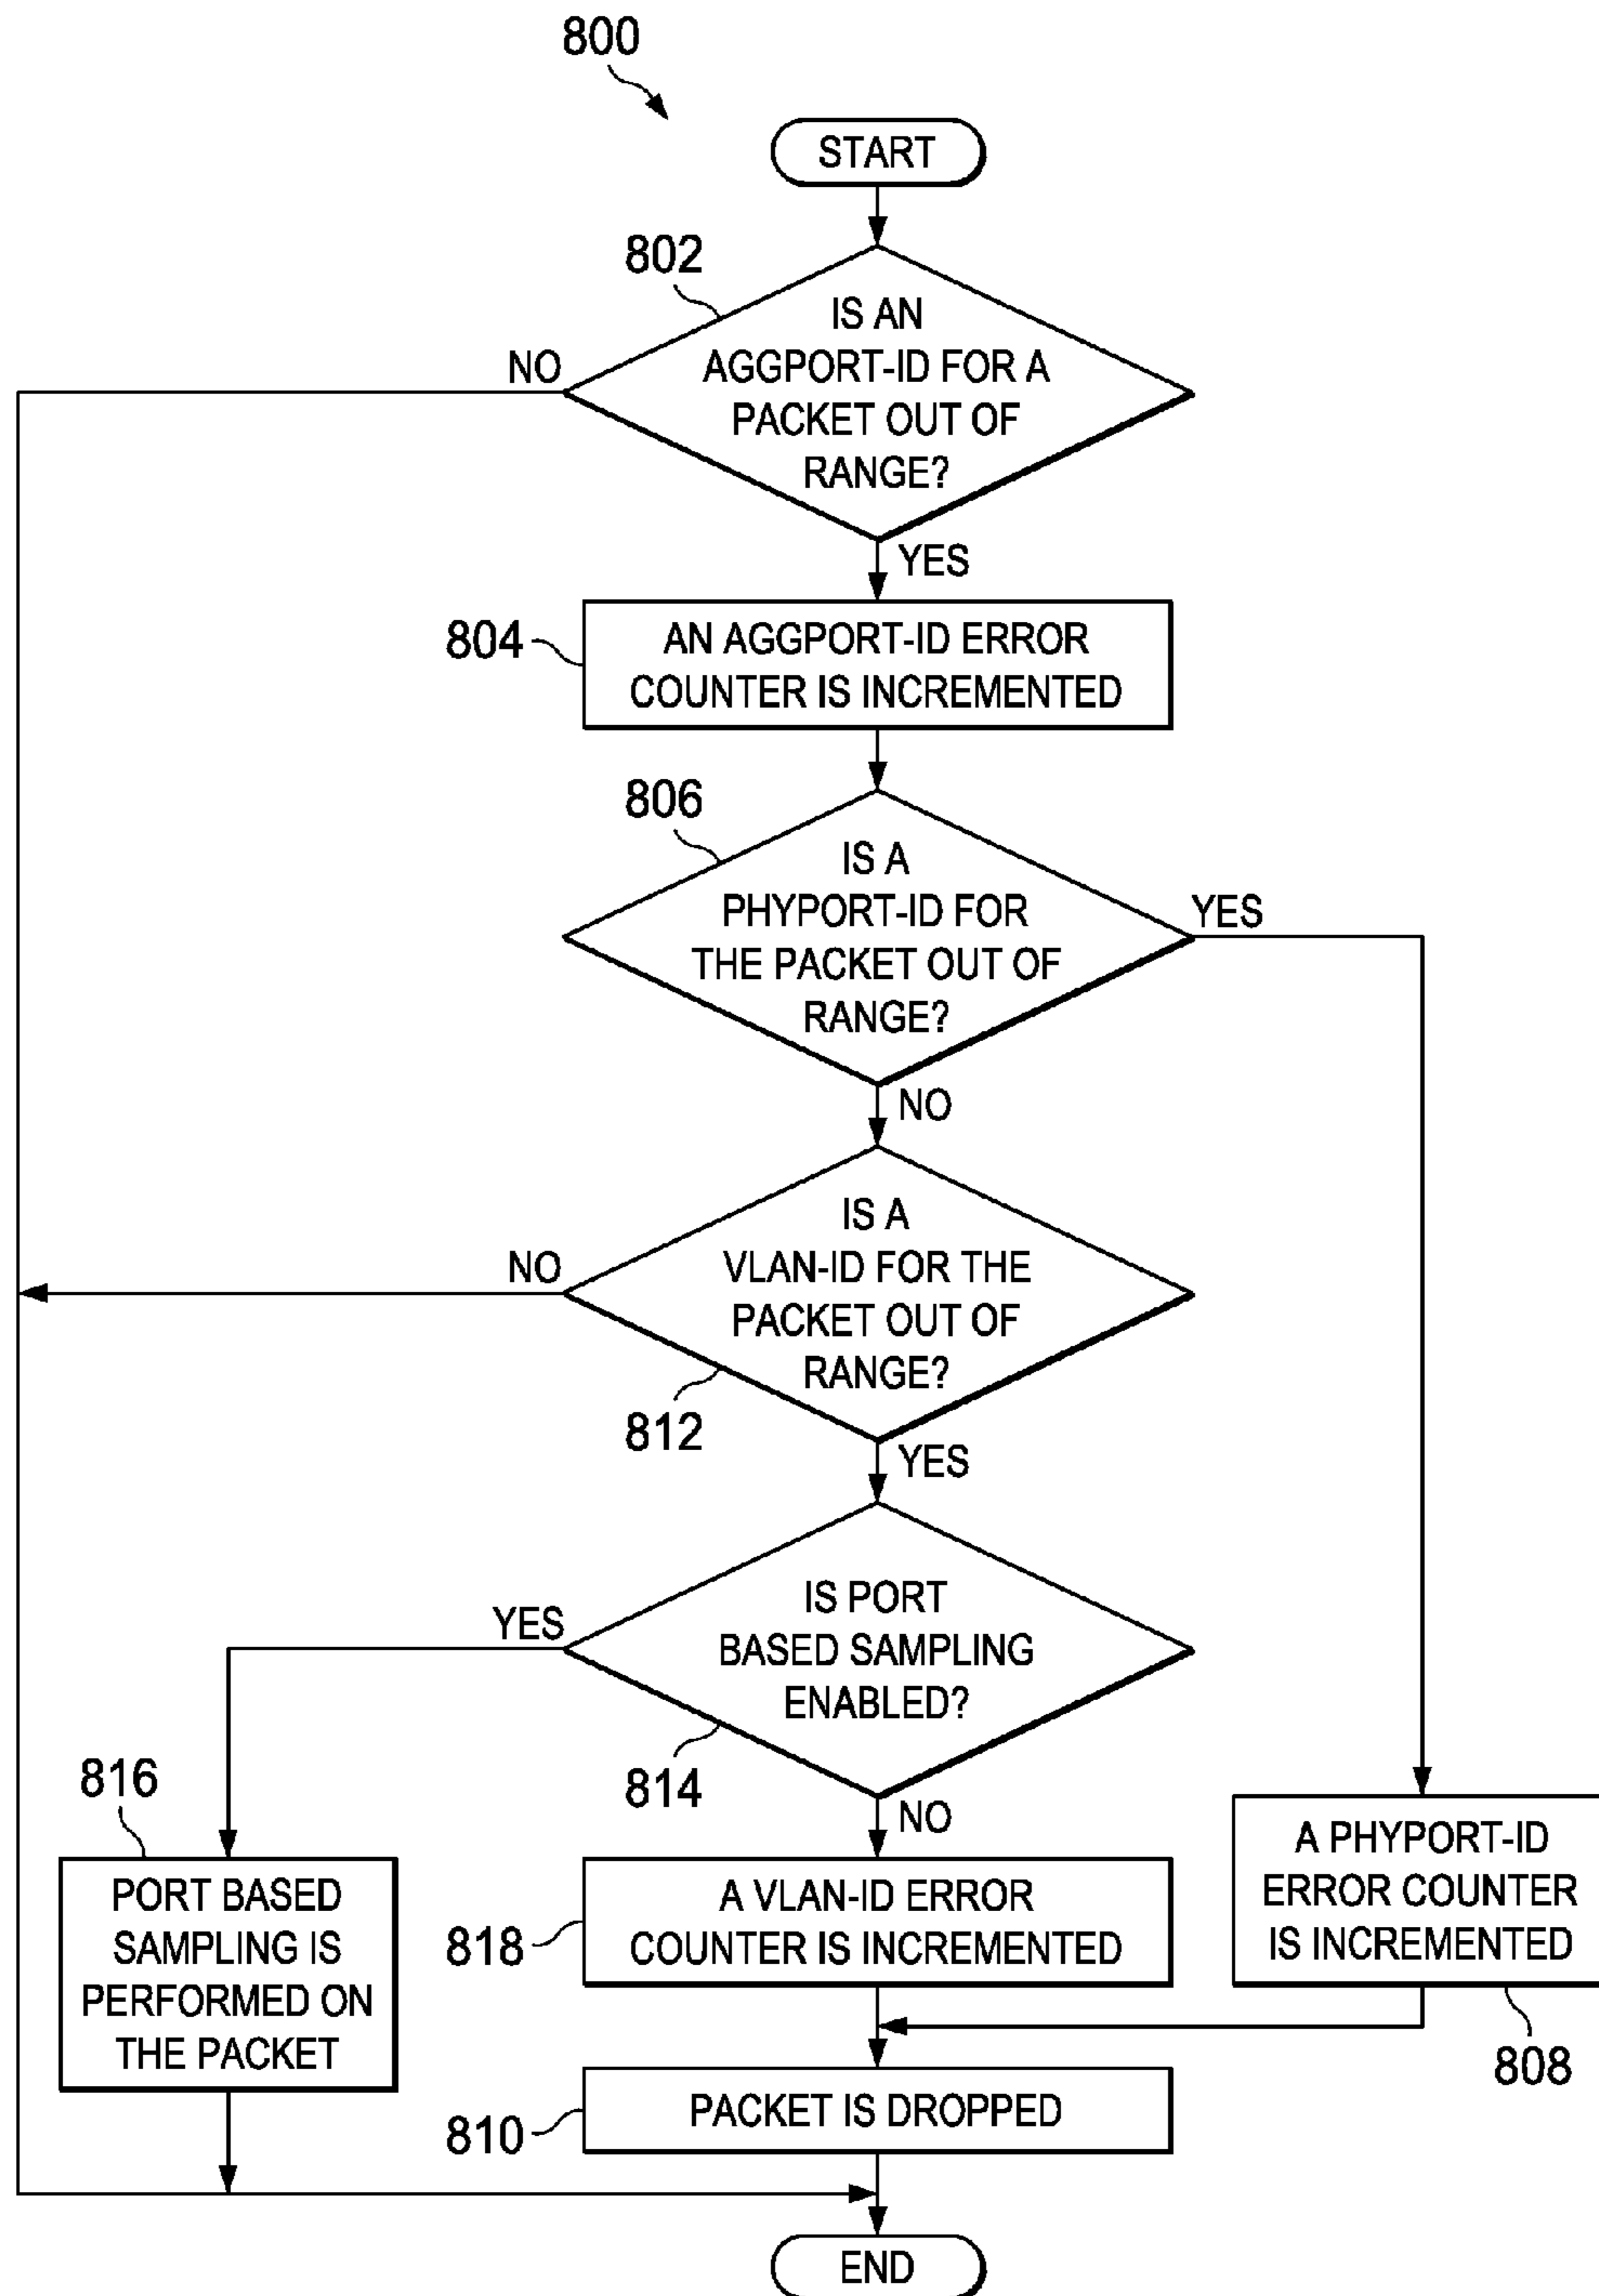 800
START
802
IS AN
AGGPORT-ID FOR A
PACKET OUT OF
RANGE?
NO
YES
804
AN AGGPORT-ID ERROR
COUNTER IS INCREMENTED
806
IS A
PHYPORT-ID FOR
THE PACKET OUT OF
RANGE?
YES
NO
IS A
VLAN-ID FOR THE
PACKET OUT OF
RANGE?
NO
812
YES
IS PORT
BASED SAMPLING
ENABLED?
YES
814
NO
816
PORT BASED
SAMPLING IS
PERFORMED ON
THE PACKET
818
A VLAN-ID ERROR
COUNTER IS INCREMENTED
A PHYPORT-ID
ERROR COUNTER
IS INCREMENTED
808
810
PACKET IS DROPPED
END